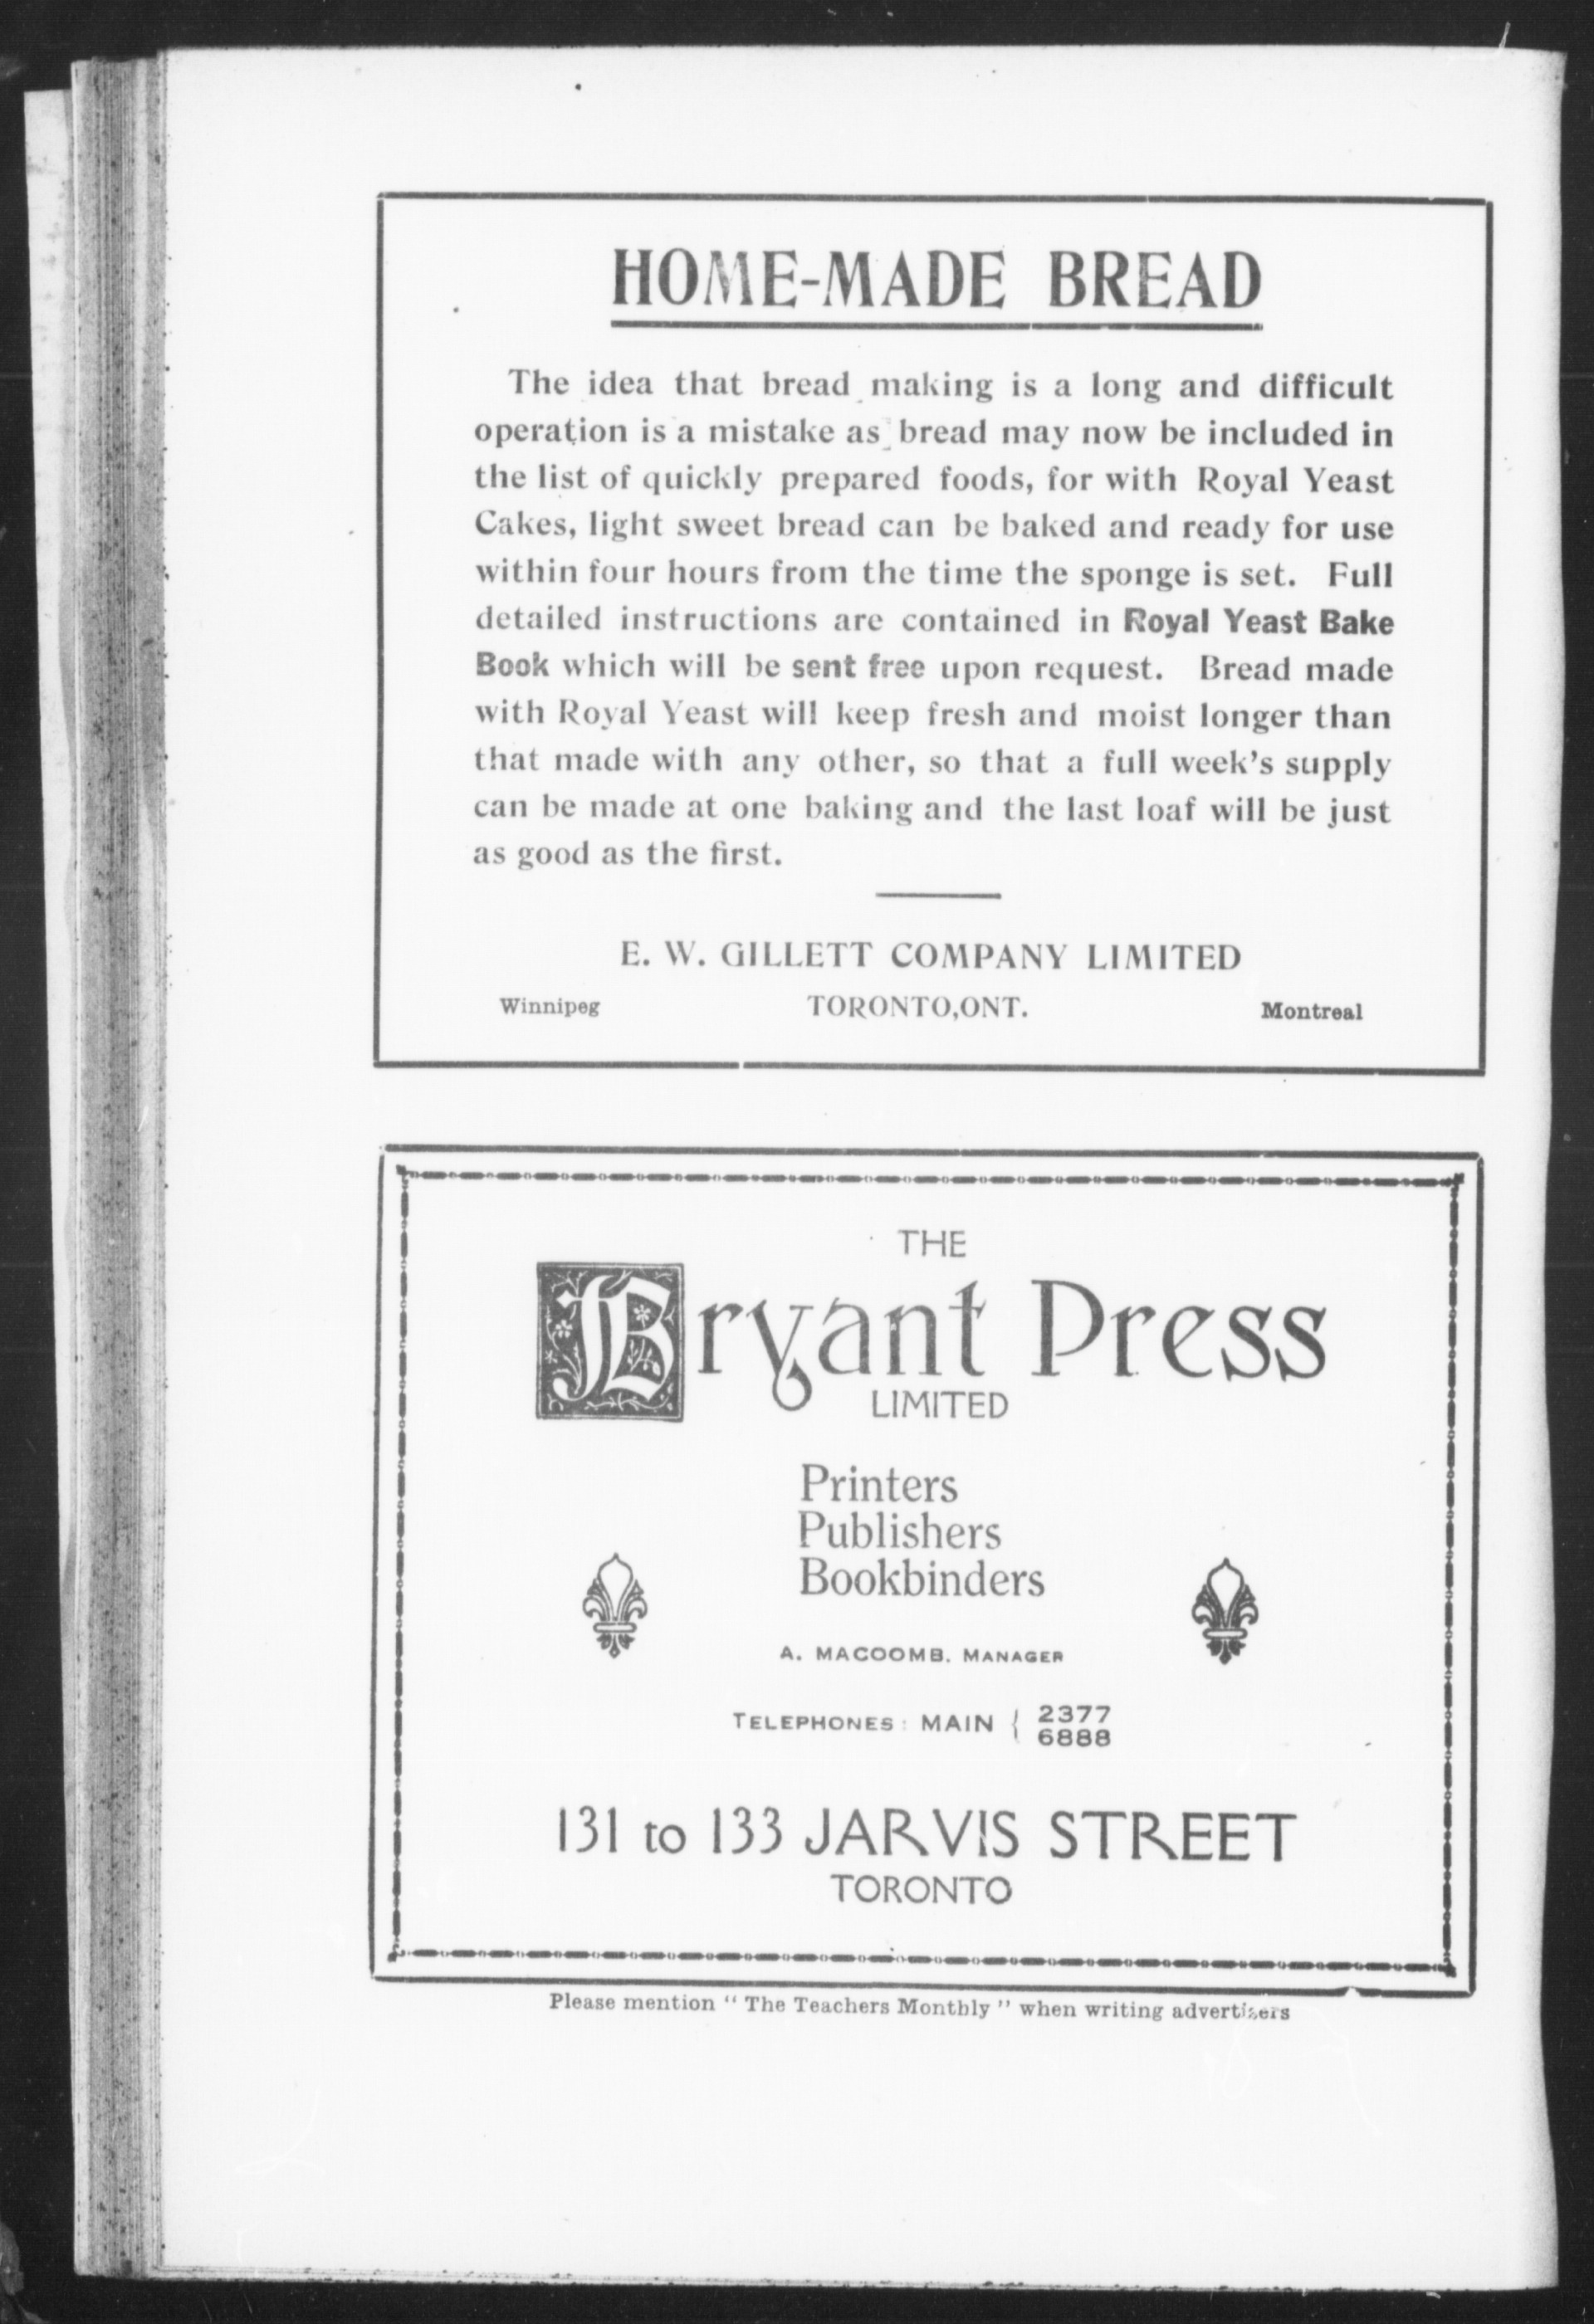 HOME-MADE BREAD
The idea that bread making is a long and difficult
operation is a mistake as bread may now be included in
the list of quickly prepared foods, for with Royal Yeast
Cakes, light sweet bread can be baked and ready for use
within four hours from the time the sponge is set. Full
detailed instructions are contained in Royal Yeast Bake
Book which will be sent free upon request. Bread made
with Royal Yeast will keep fresh and moist longer than
that made with any other, so that a full week's supply
can be made at one baking and the last loaf will be just
as good as the first.
E. W. GILLETT COMPANY LIMITED
Winnipeg TORONTO,ONT. Montreal
THE
Bryant Press
LIMITED
Printers
Publishers
Bookbinders
A. MACOOMB. MANAGER
TELEPHONES: MAIN { 2377
6888
131 to 133 JARVIS STREET
TORONTO
Please mention " The Teachers Monthly " when writing advertizers